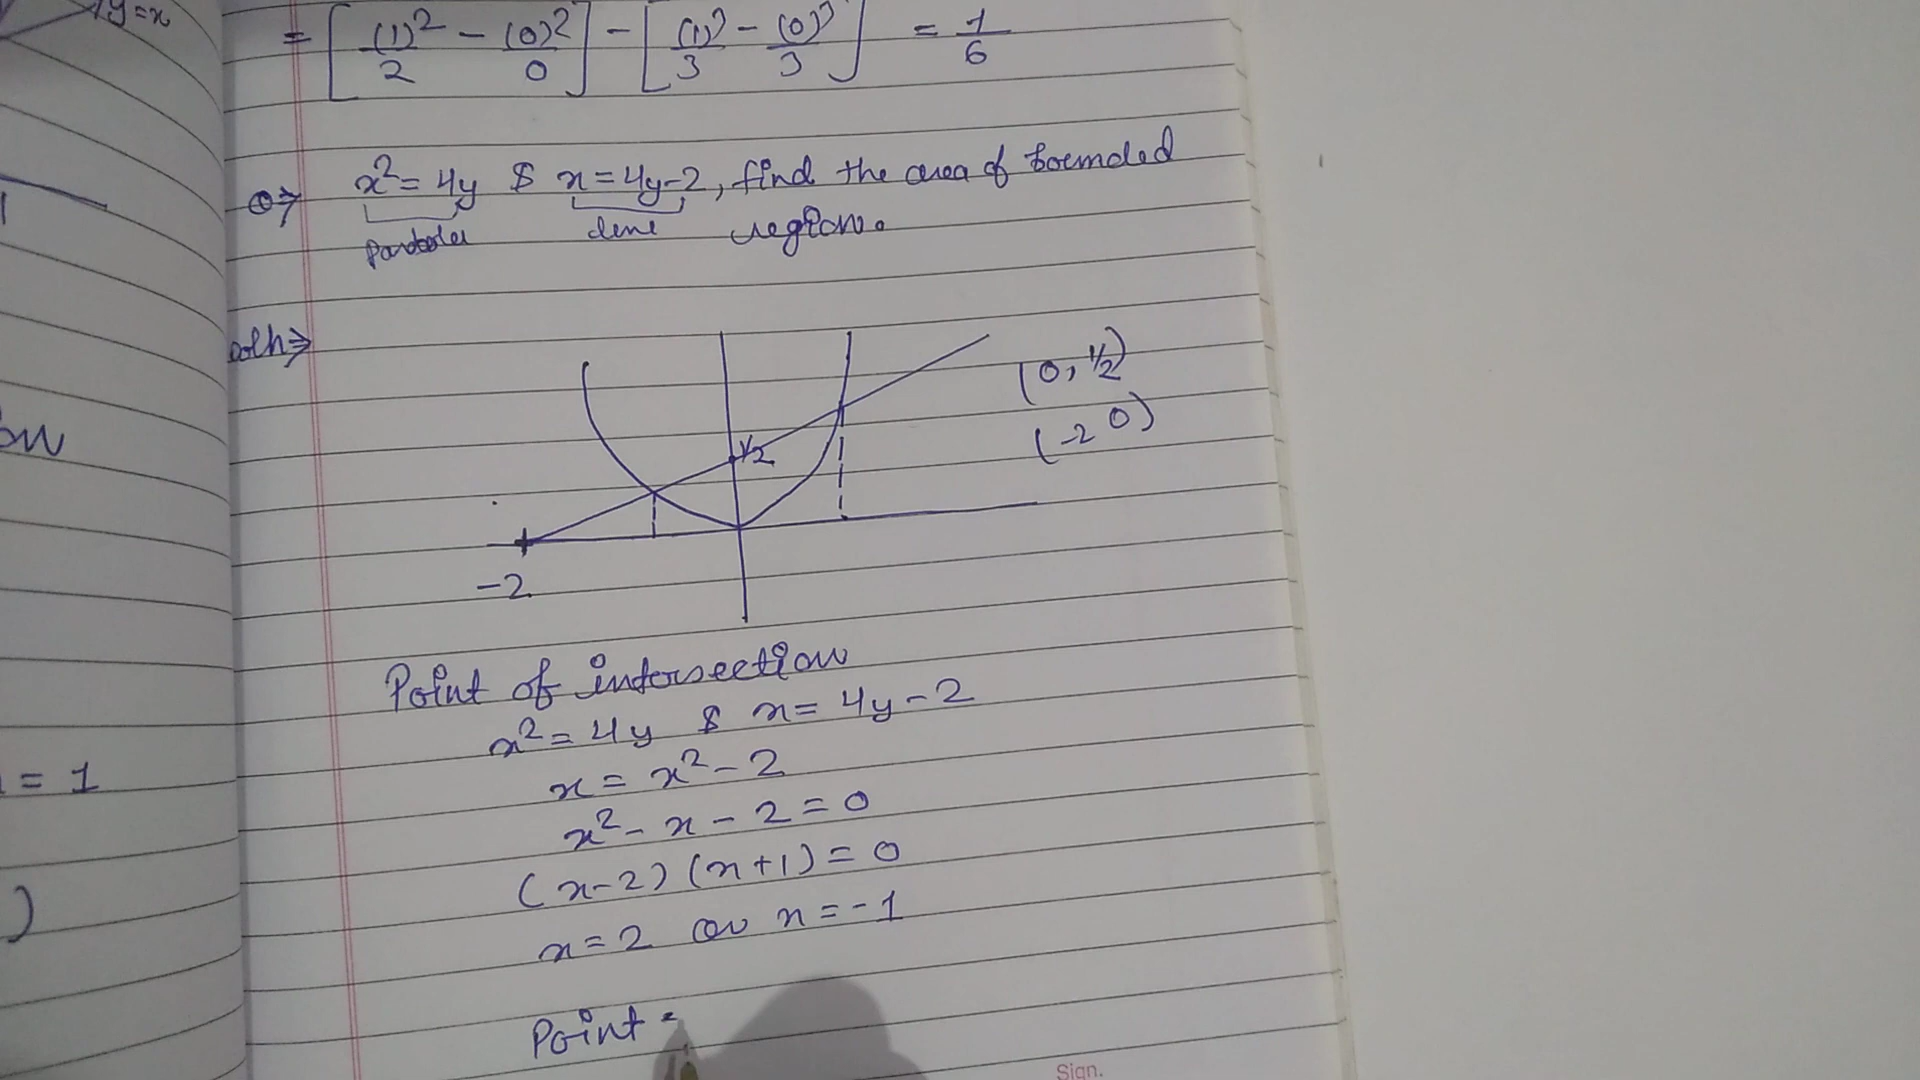 y=x
= [ (1)² / 2 - (0)² / 0 ] - [ (1)³ / 3 - (0)³ / 3 ] = 1/6
Q⇒ x² = 4y & x = 4y-2, find the area of bounded
Parabola line region.
Soln⇒
(0, 1/2)
(-2 0)
1/2
-2
Point of intersection
x² = 4y & x = 4y - 2
x = x² - 2
= 1
x² - x - 2 = 0
(x-2) (x+1) = 0
)
x = 2 or x = -1
Point =
Sign.